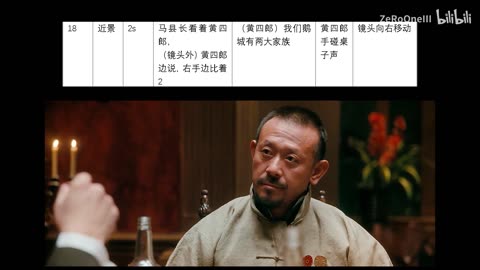 ZeRoOneIII bilibili
18 近景 2s 马县长看着黄四 (黄四郎)我们鹅 黄四郎 镜头向右移动
郎, 城有两大家族 手碰桌
(镜头外)黄四郎 子声
边说,右手边比着
2